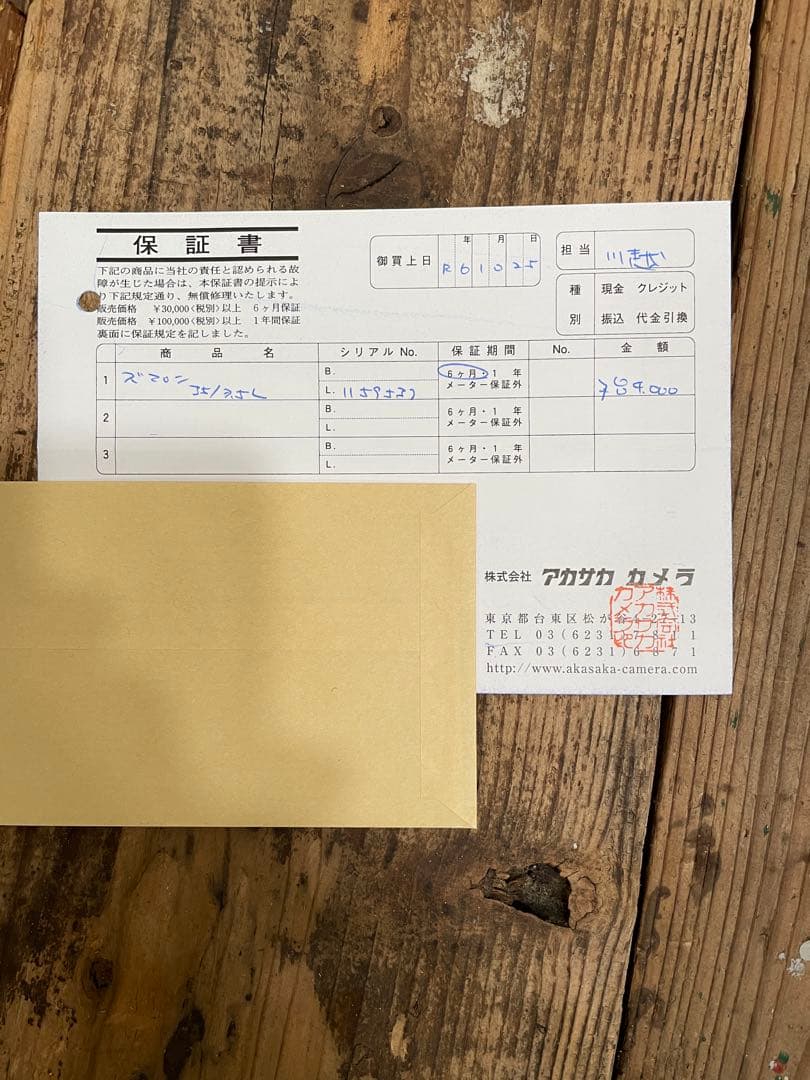 保証書
下記の商品に当社の責任と認められる故
障が生じた場合は、本保証書の提示によ
り下記規定通り、無償修理いたします。
販売価格 ¥30,000〈税別〉以上 6ヶ月保証
販売価格 ¥100,000〈税別〉以上 1年間保証
裏面に保証規定を記しました。
御買上日 年 月 日
R 6 1 0 2 5
担当
種別 現金 クレジット
振込 代金引換
商品名 シリアルNo. 保証期間 No. 金額
1 ズマロン 35/3.5L B. 6ヶ月・1年
L. メーター保証外
2 B. 6ヶ月・1年
L. メーター保証外
3 B. 6ヶ月・1年
L. メーター保証外
株式会社 アカサカカメラ
東京都台東区松が谷
TEL 03(6231)
FAX 03(6231)6871
http://www.akasaka-camera.com